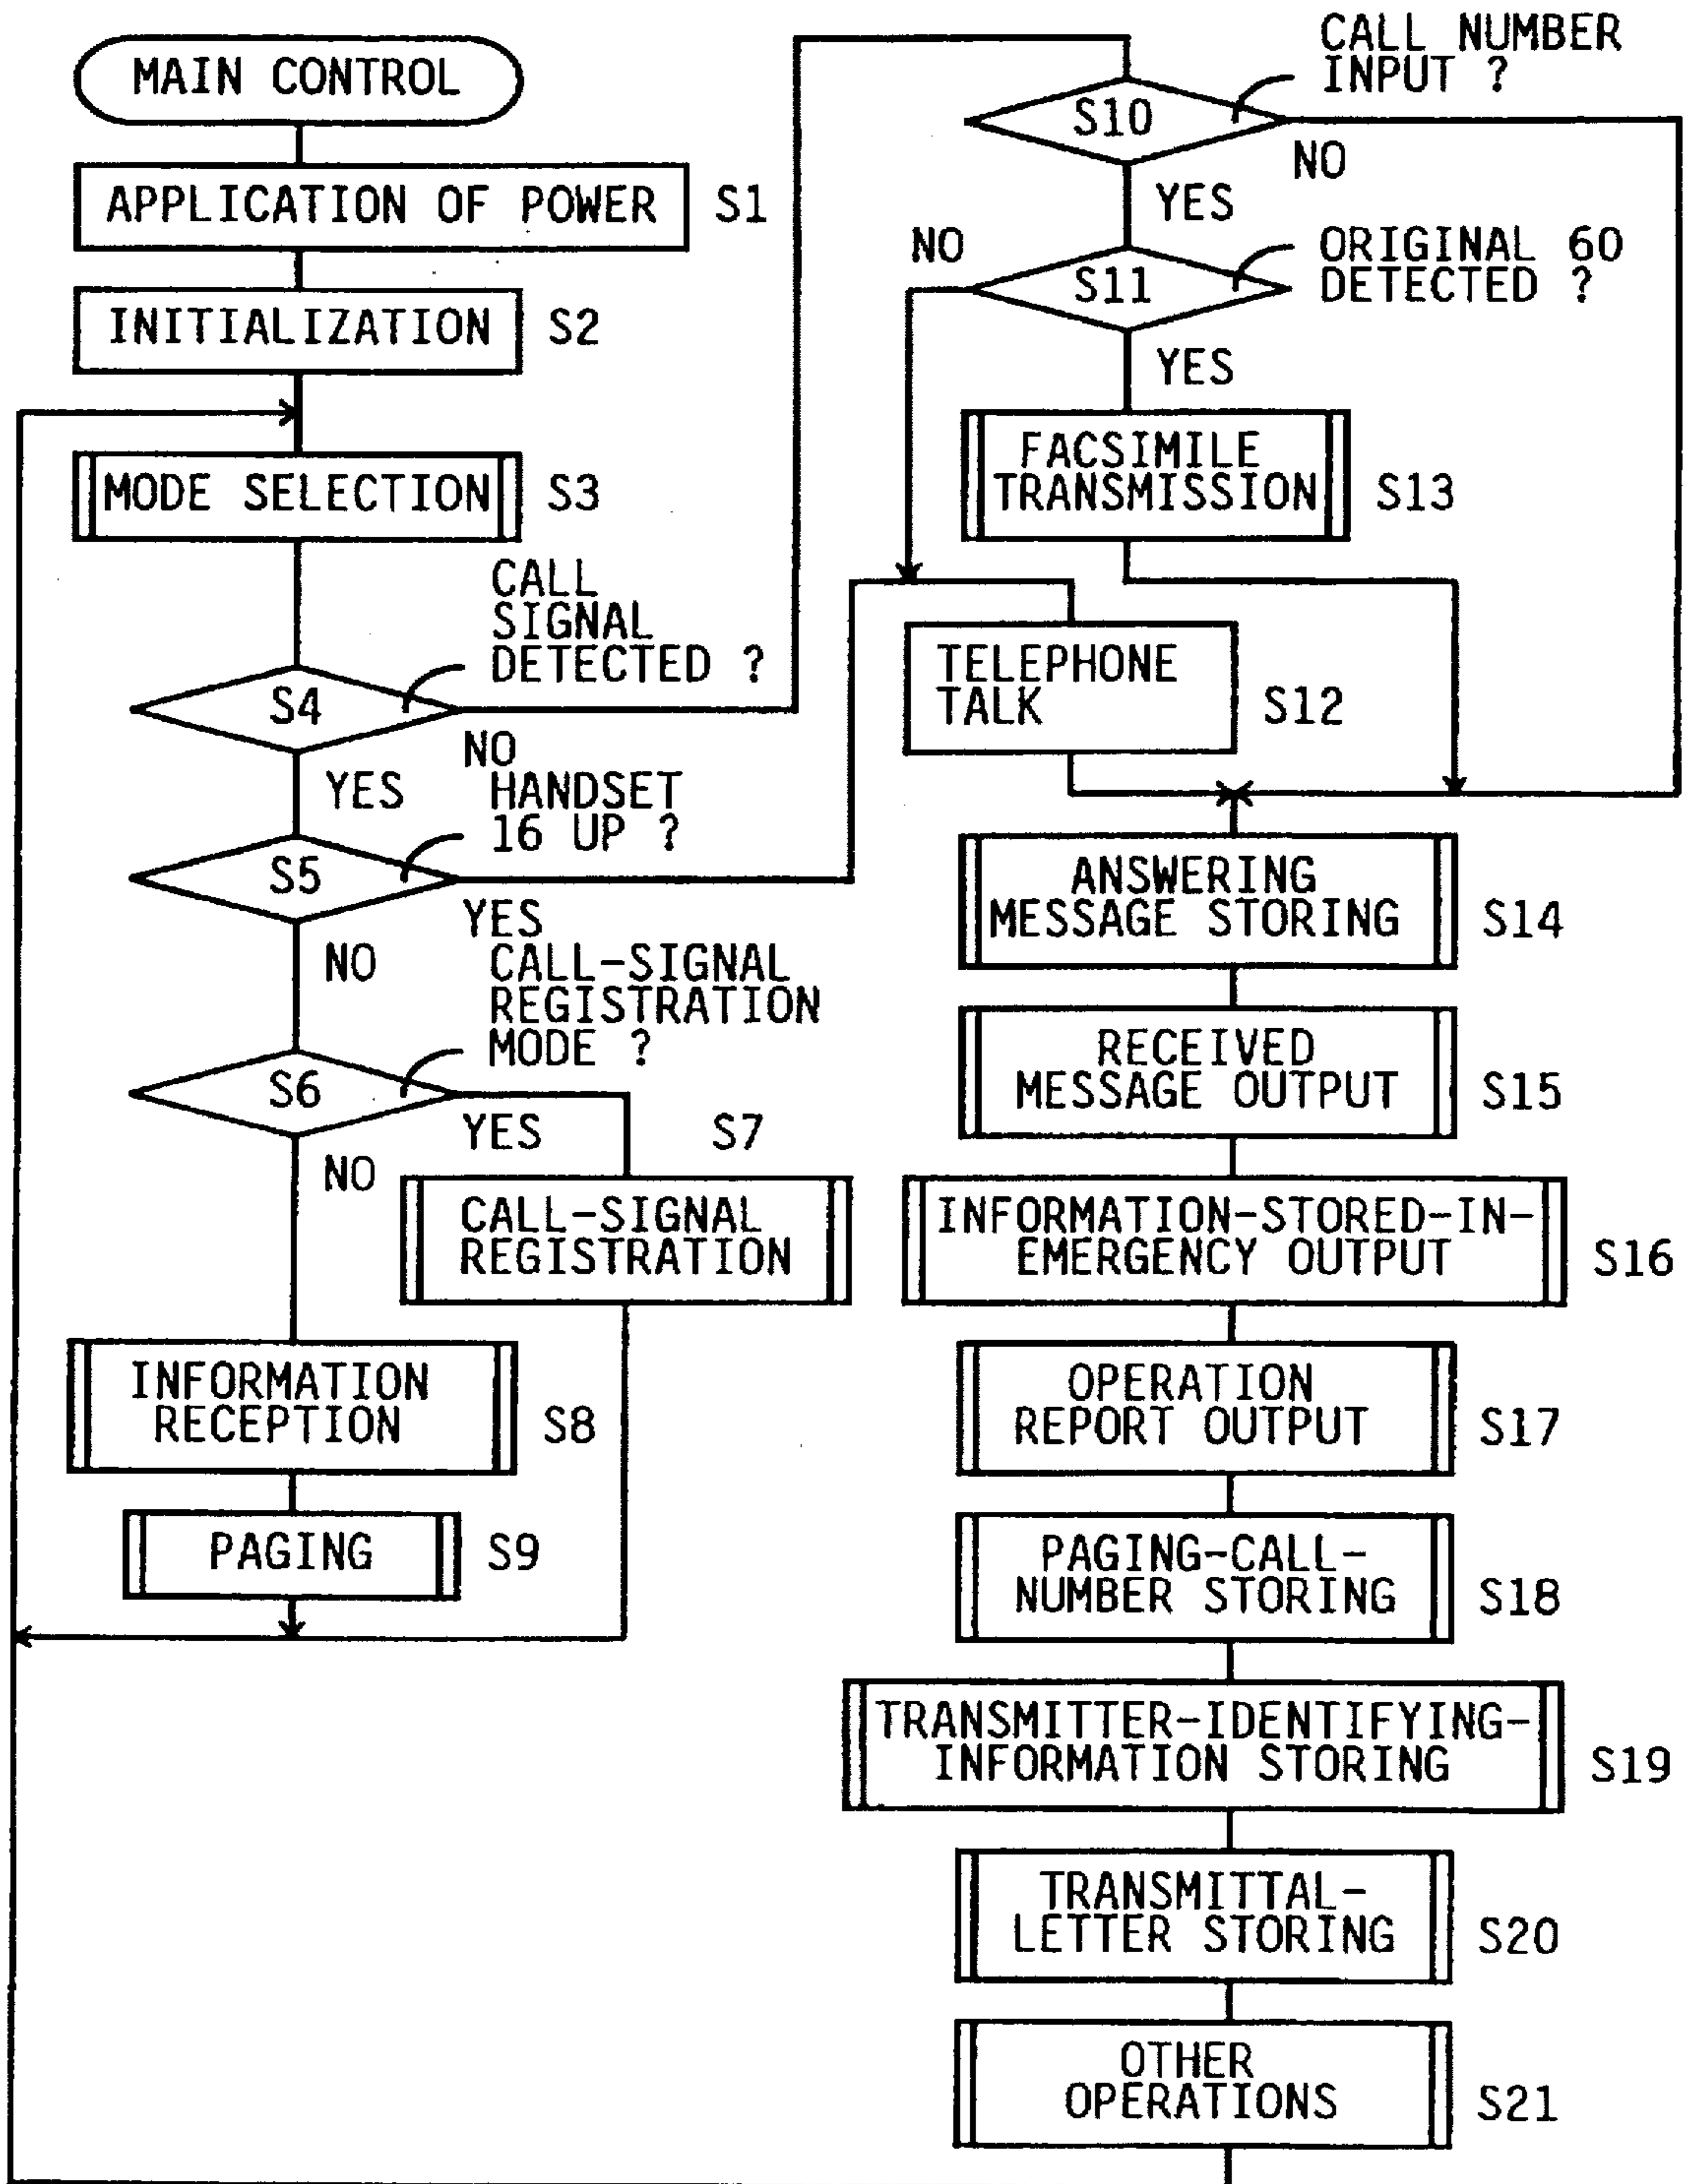 MAIN CONTROL
APPLICATION OF POWER S1
INITIALIZATION S2
MODE SELECTION S3
CALL
SIGNAL
DETECTED ?
S4
NO
YES
HANDSET
16 UP ?
S5
YES
NO
CALL-SIGNAL
REGISTRATION
MODE ?
S6
YES
NO
S7
CALL-SIGNAL
REGISTRATION
INFORMATION
RECEPTION S8
PAGING S9
CALL NUMBER
INPUT ?
S10
NO
YES
NO
ORIGINAL 60
DETECTED ?
S11
YES
FACSIMILE
TRANSMISSION S13
TELEPHONE
TALK S12
ANSWERING
MESSAGE STORING S14
RECEIVED
MESSAGE OUTPUT S15
INFORMATION-STORED-IN-
EMERGENCY OUTPUT S16
OPERATION
REPORT OUTPUT S17
PAGING-CALL-
NUMBER STORING S18
TRANSMITTER-IDENTIFYING-
INFORMATION STORING S19
TRANSMITTAL-
LETTER STORING S20
OTHER
OPERATIONS S21